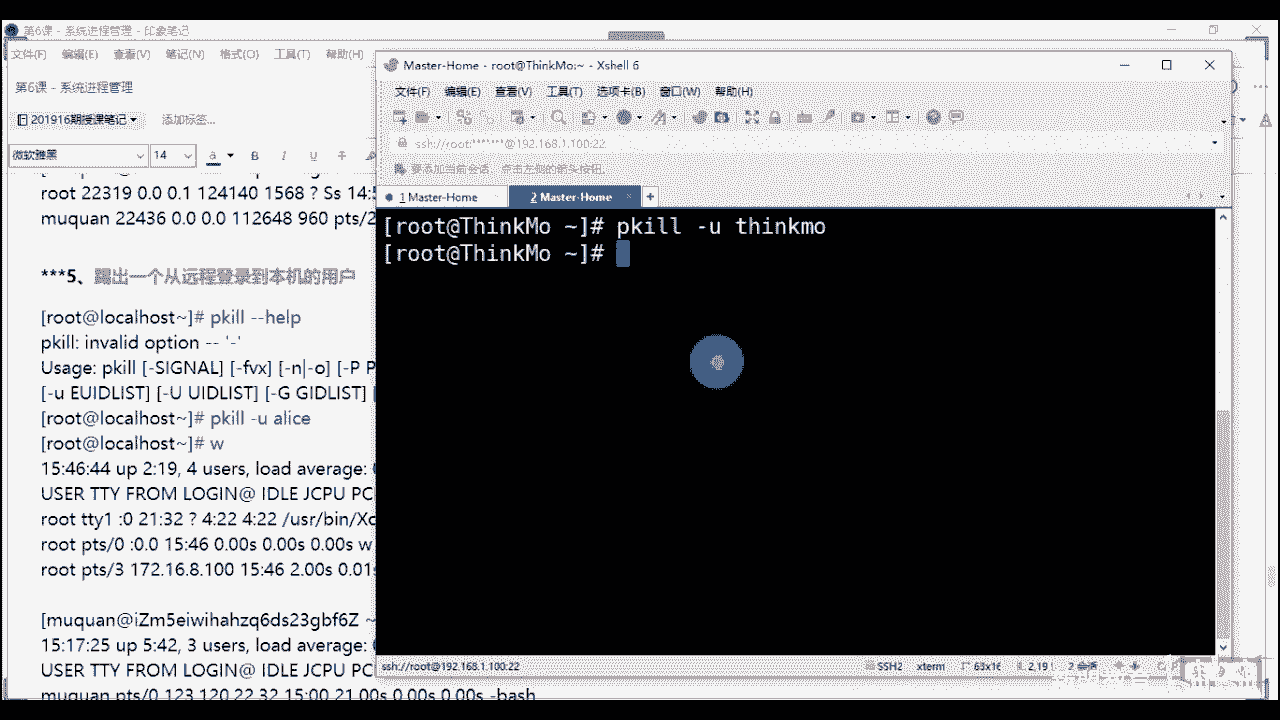 第6课 - 系统进程管理 - 印象笔记
文件(F) 编辑(E) 查看(V) 笔记(N) 格式(O) 工具(T) 帮助(H)
第6课 - 系统进程管理
201916期授课笔记 添加标签...
微软雅黑 14 a B I U T
root 22319 0.0 0.1 124140 1568 ? Ss 14:5
muquan 22436 0.0 0.0 112648 960 pts/2
***5、踢出一个从远程登录到本机的用户
[root@localhost~]# pkill --help
pkill: invalid option -- '-'
Usage: pkill [-SIGNAL] [-fvx] [-n|-o] [-P P
[-u EUIDLIST] [-U UIDLIST] [-G GIDLIST] [
[root@localhost~]# pkill -u alice
[root@localhost~]# w
15:46:44 up 2:19, 4 users, load average:
USER TTY FROM LOGIN@ IDLE JCPU PC
root tty1 :0 21:32 ? 4:22 4:22 /usr/bin/Xo
root pts/0 :0.0 15:46 0.00s 0.00s 0.00s w
root pts/3 172.16.8.100 15:46 2.00s 0.01s
[muquan@iZm5eiwihahzq6ds23gbf6Z ~
15:17:25 up 5:42, 3 users, load average:
USER TTY FROM LOGIN@ IDLE JCPU PC
muquan pts/0 123.120.22.32 15:00 21.00s 0.00s 0.00s -bash
Master-Home - root@ThinkMo:~ - Xshell 6
文件(F) 编辑(E) 查看(V) 工具(T) 选项卡(B) 窗口(W) 帮助(H)
ssh://root:*******@192.168.1.100:22
要添加当前会话，点击左侧的箭头按钮。
1 Master-Home 2 Master-Home +
[root@ThinkMo ~]# pkill -u thinkmo
[root@ThinkMo ~]#
ssh://root@192.168.1.100:22 SSH2 xterm 63x16 2,19